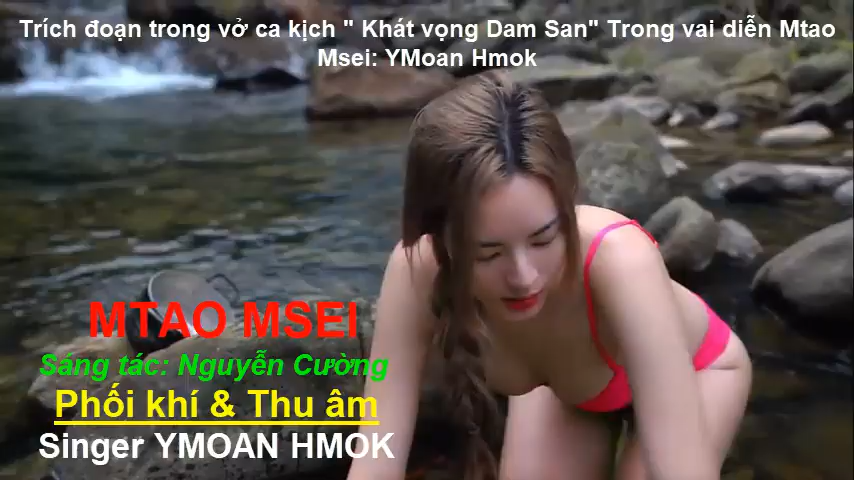 Trích đoạn trong vở ca kịch " Khát vọng Dam San" Trong vai diễn Mtao
Msei: YMoan Hmok
MTAO MSEI
Sáng tác: Nguyễn Cường
Phối khí & Thu âm
Singer YMOAN HMOK